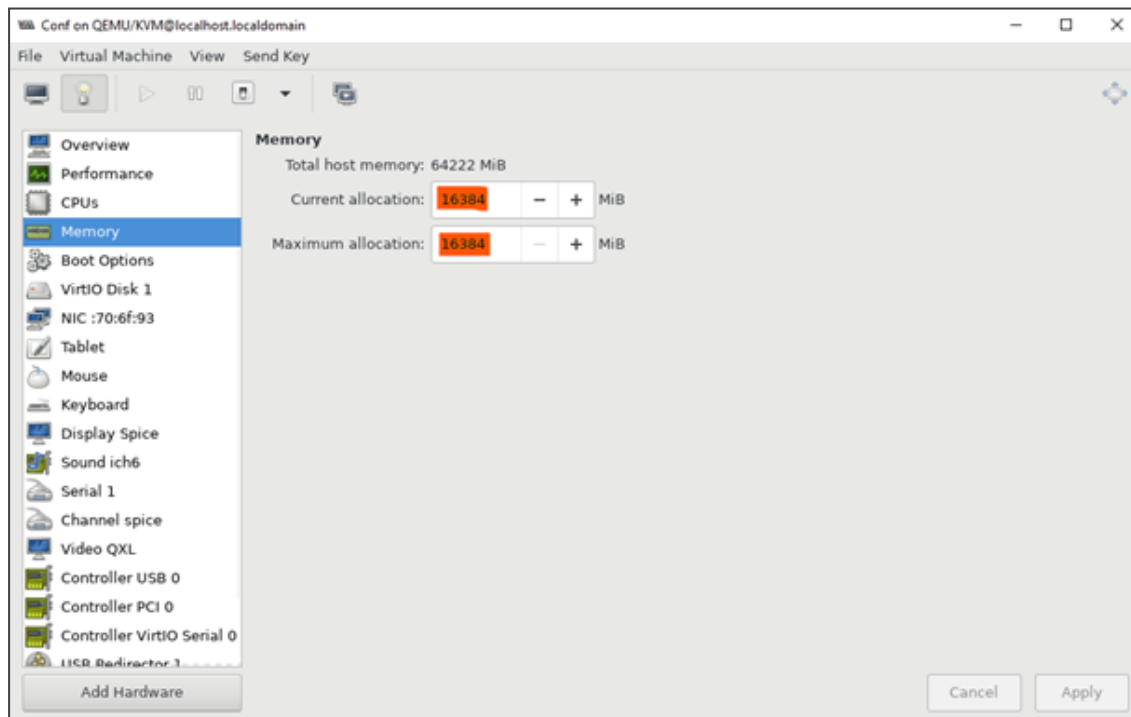 Conf on QEMU/KVM@localhost.localdomain
File Virtual Machine View Send Key
Overview
Performance
CPUs
Memory
Boot Options
VirtIO Disk 1
NIC :70:6f:93
Tablet
Mouse
Keyboard
Display Spice
Sound ich6
Serial 1
Channel spice
Video QXL
Controller USB 0
Controller PCI 0
Controller VirtIO Serial 0
USB Redirector 1
Add Hardware
Memory
Total host memory: 64222 MiB
Current allocation: 16384 − + MiB
Maximum allocation: 16384 − + MiB
Cancel Apply